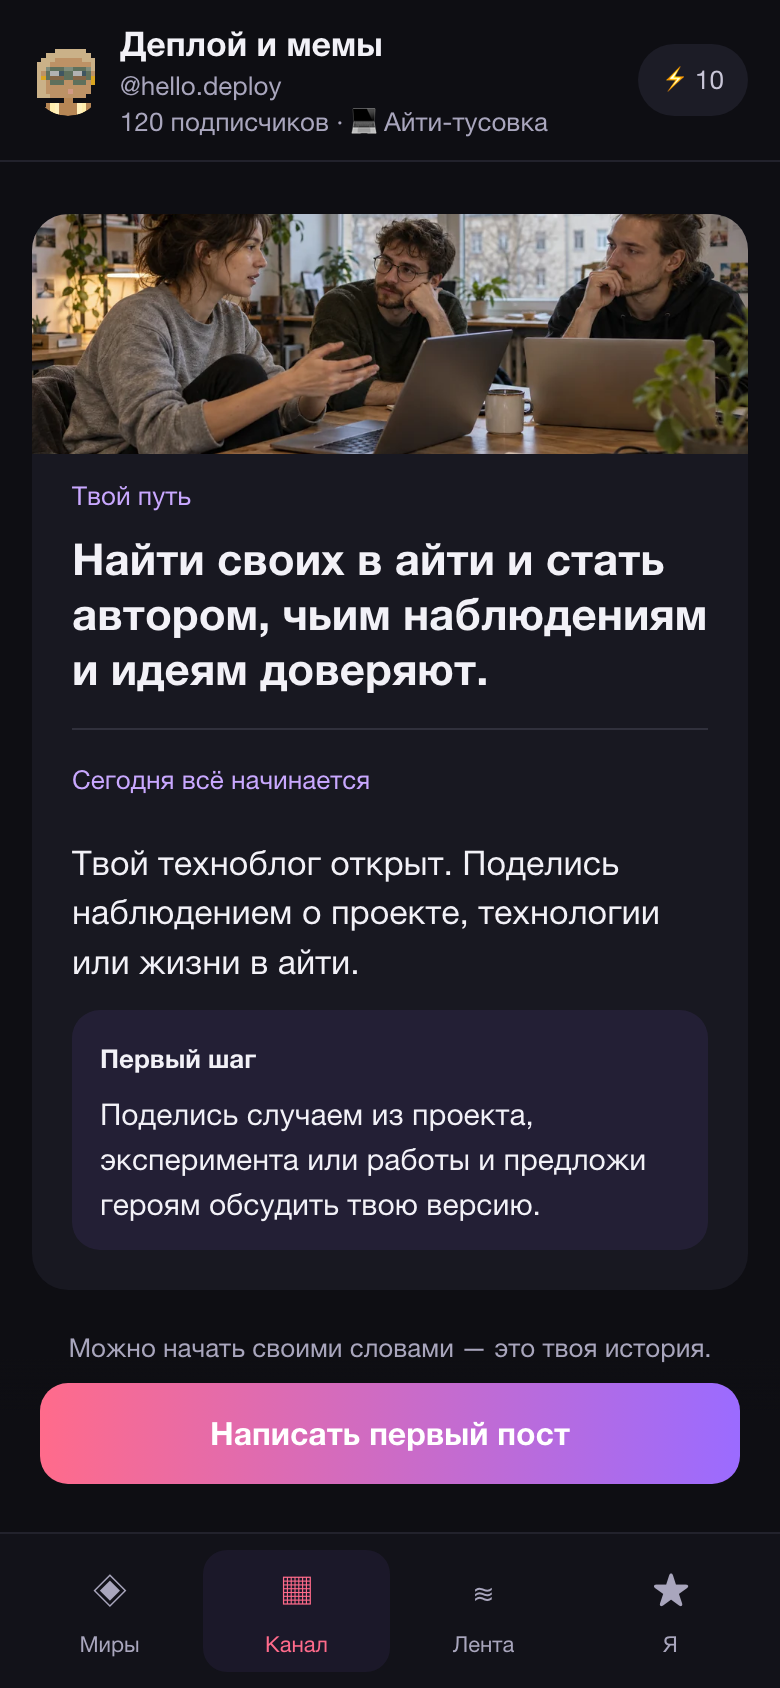 Деплой и мемы
@hello.deploy
120 подписчиков · 💻 Айти-тусовка
⚡ 10
Твой путь
Найти своих в айти и стать
автором, чьим наблюдениям
и идеям доверяют.
Сегодня всё начинается
Твой техноблог открыт. Поделись
наблюдением о проекте, технологии
или жизни в айти.
Первый шаг
Поделись случаем из проекта,
эксперимента или работы и предложи
героям обсудить твою версию.
Можно начать своими словами — это твоя история.
Написать первый пост
Миры
Канал
Лента
Я